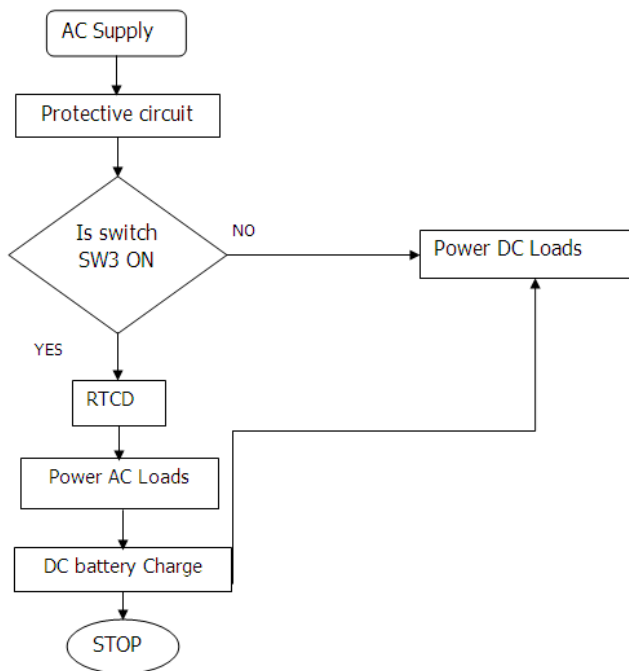 AC Supply
Protective circuit
Is switch
SW3 ON
NO
Power DC Loads
YES
RTCD
Power AC Loads
DC battery Charge
STOP